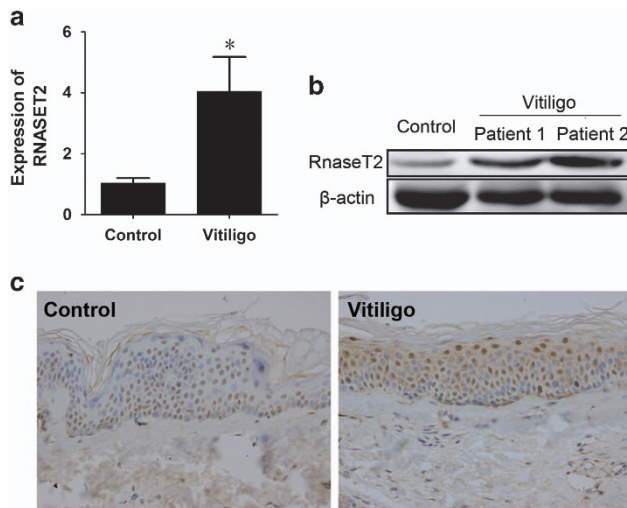 a
Expression of
RNASET2
6
4
2
0
*
Control
Vitiligo
b
Vitiligo
Control
Patient 1
Patient 2
RnaseT2
β-actin
c
Control
Vitiligo